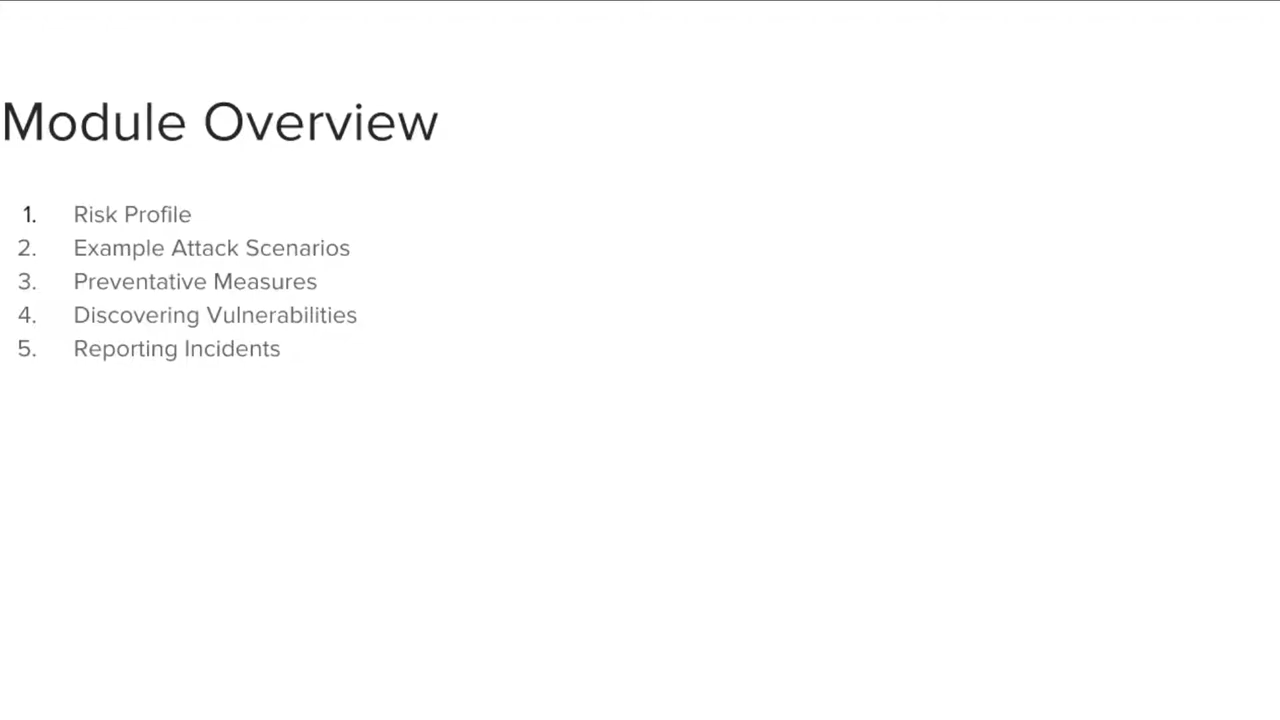 Module Overview
1. Risk Profile
2. Example Attack Scenarios
3. Preventative Measures
4. Discovering Vulnerabilities
5. Reporting Incidents